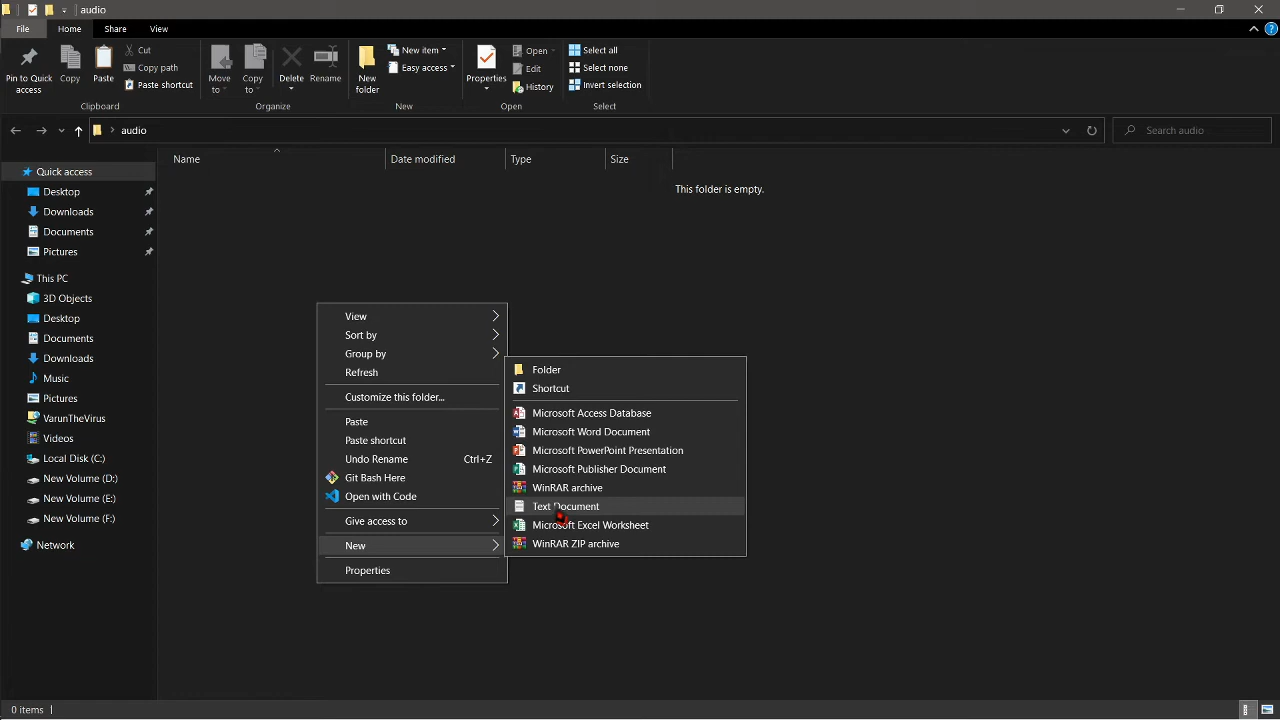 audio
File
Home
Share
View
Pin to Quick access
Copy
Paste
Cut
Copy path
Paste shortcut
Clipboard
Move to
Copy to
Delete
Rename
Organize
New folder
New item
Easy access
New
Properties
Open
Edit
History
Open
Select all
Select none
Invert selection
Select
audio
Search audio
Name
Date modified
Type
Size
This folder is empty.
Quick access
Desktop
Downloads
Documents
Pictures
This PC
3D Objects
Desktop
Documents
Downloads
Music
Pictures
VarunTheVirus
Videos
Local Disk (C:)
New Volume (D:)
New Volume (E:)
New Volume (F:)
Network
View
Sort by
Group by
Refresh
Customize this folder...
Paste
Paste shortcut
Undo Rename Ctrl+Z
Git Bash Here
Open with Code
Give access to
New
Properties
Folder
Shortcut
Microsoft Access Database
Microsoft Word Document
Microsoft PowerPoint Presentation
Microsoft Publisher Document
WinRAR archive
Text Document
Microsoft Excel Worksheet
WinRAR ZIP archive
0 items